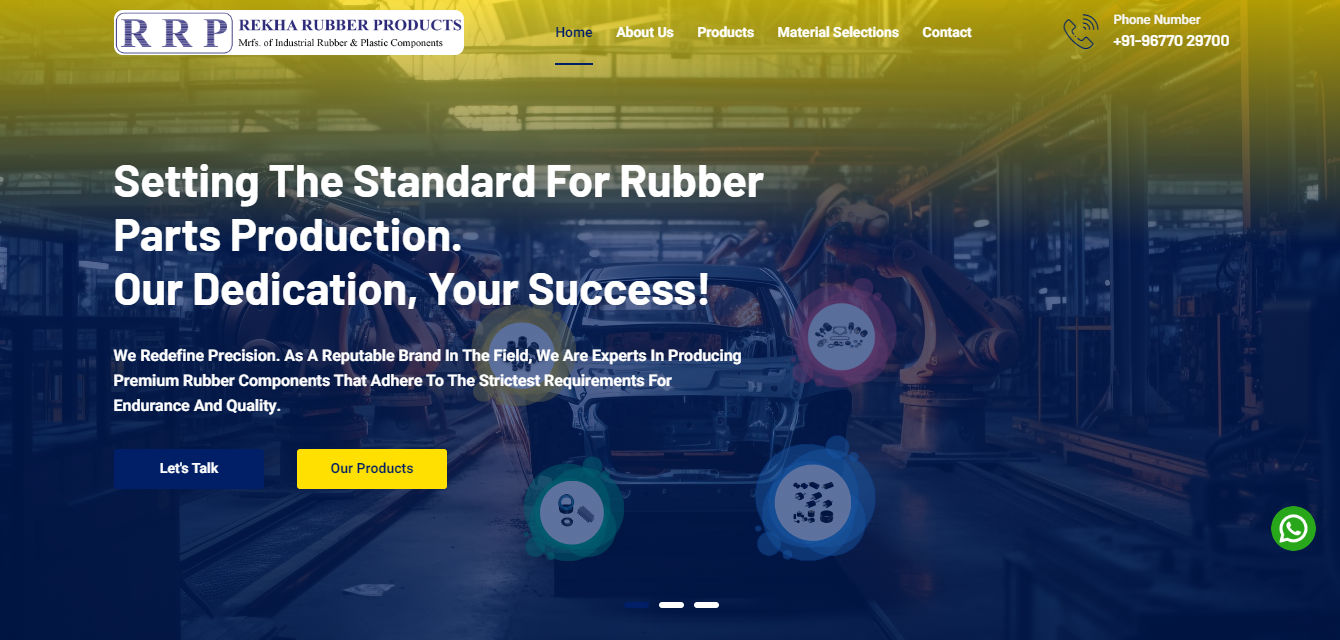 RRP
REKHA RUBBER PRODUCTS
Mrfs. of Industrial Rubber & Plastic Components
Home
About Us
Products
Material Selections
Contact
Phone Number
+91-96770 29700
Setting The Standard For Rubber
Parts Production.
Our Dedication, Your Success!
We Redefine Precision. As A Reputable Brand In The Field, We Are Experts In Producing
Premium Rubber Components That Adhere To The Strictest Requirements For
Endurance And Quality.
Let's Talk
Our Products